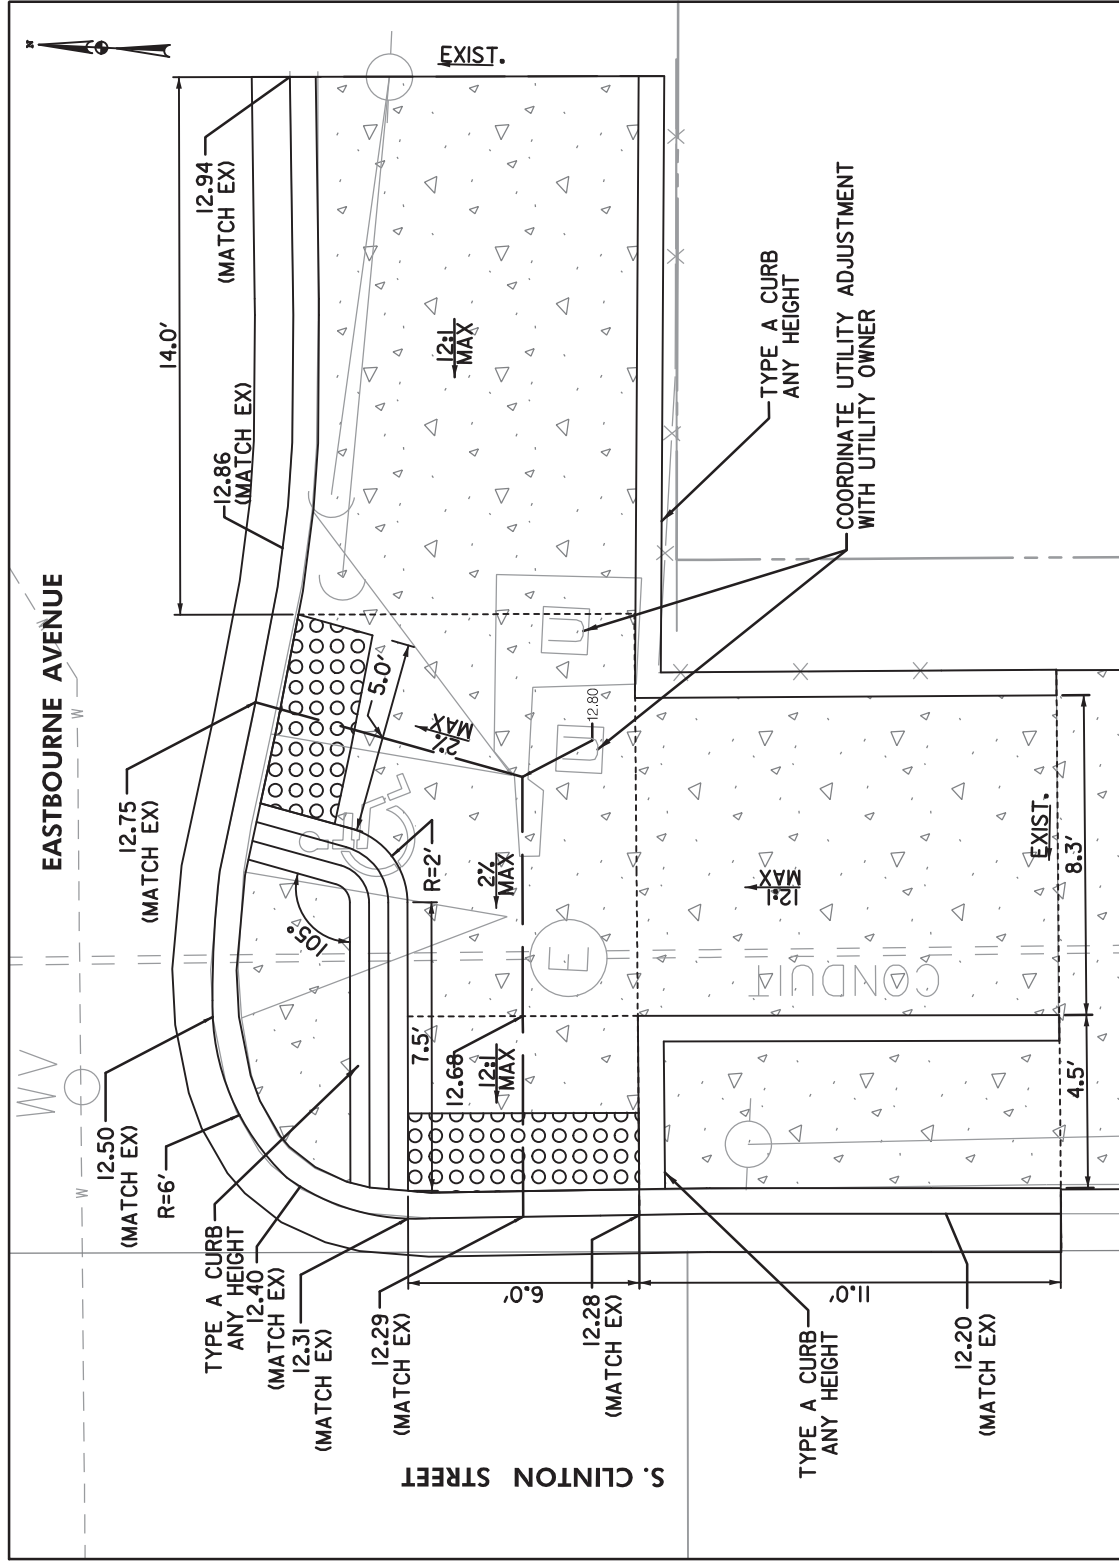 EASTBOURNE AVENUE
S. CLINTON STREET
N
EXIST.
14.0'
12.94
(MATCH EX)
12.86
(MATCH EX)
12.75
(MATCH EX)
12.50
(MATCH EX)
R=6'
TYPE A CURB
ANY HEIGHT
12.40
(MATCH EX)
12.31
(MATCH EX)
12.29
(MATCH EX)
12.28
(MATCH EX)
12.20
(MATCH EX)
TYPE A CURB
ANY HEIGHT
12:1
MAX
TYPE A CURB
ANY HEIGHT
COORDINATE UTILITY ADJUSTMENT
WITH UTILITY OWNER
5.0'
2%
MAX
12.80
R=2'
2%
MAX
105°
7.5'
12.68
12:1
MAX
12:1
MAX
EXIST.
8.3'
4.5'
6.0'
11.0'
CONDUIT
E
U
U
W
W
W
W